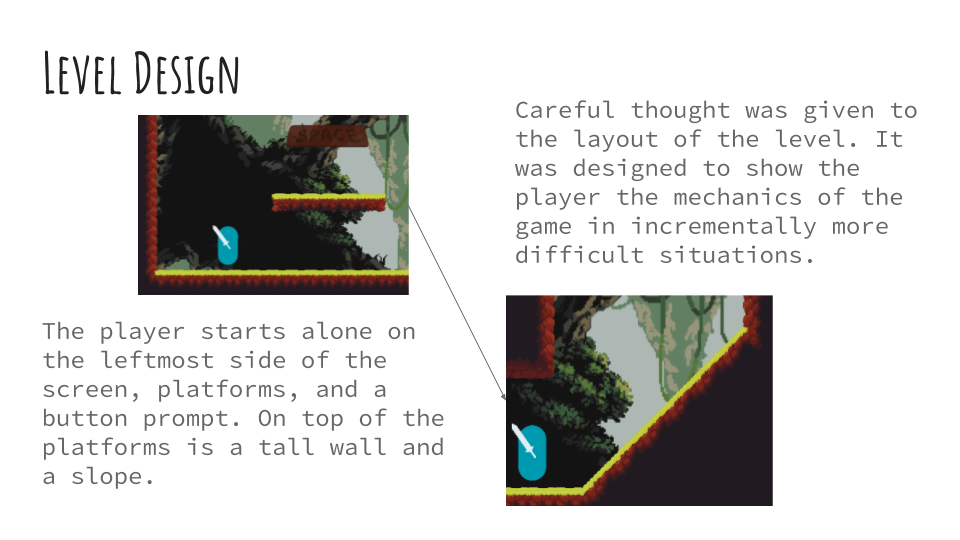 Level Design
SPACE
The player starts alone on
the leftmost side of the
screen, platforms, and a
button prompt. On top of the
platforms is a tall wall and
a slope.
Careful thought was given to
the layout of the level. It
was designed to show the
player the mechanics of the
game in incrementally more
difficult situations.